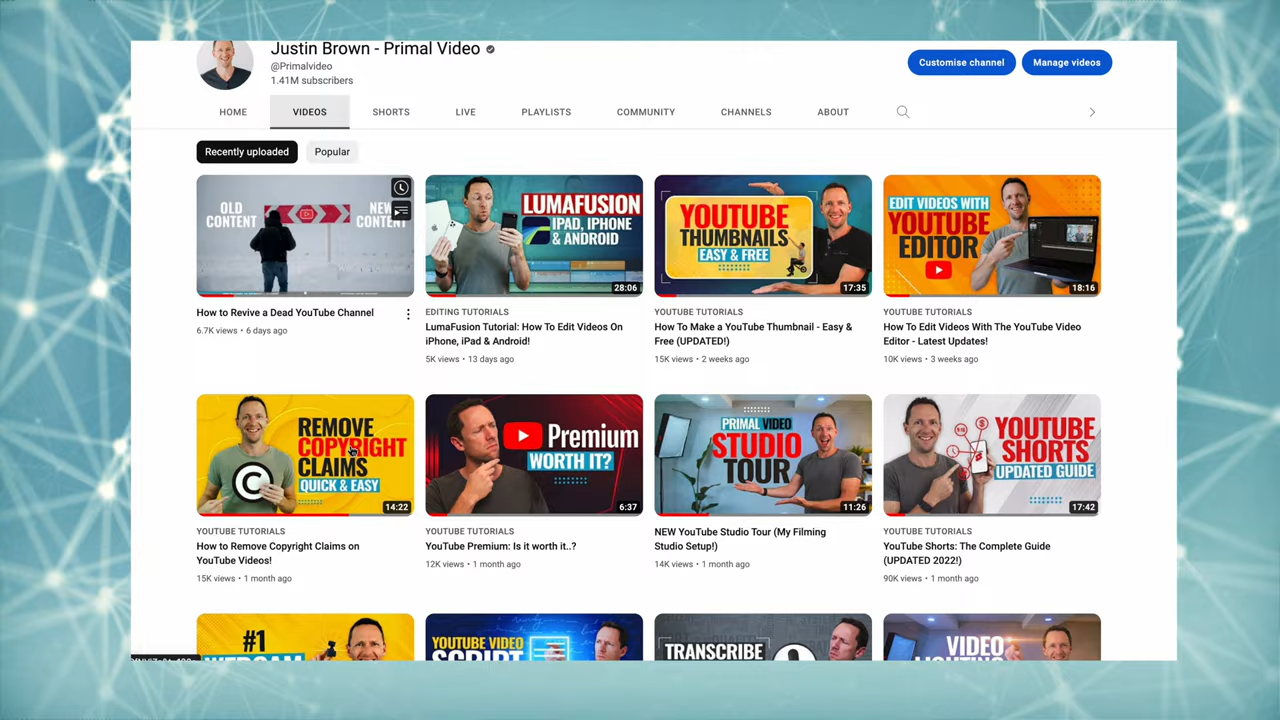 Justin Brown - Primal Video
@Primalvideo
1.41M subscribers
Customise channel
Manage videos
HOME
VIDEOS
SHORTS
LIVE
PLAYLISTS
COMMUNITY
CHANNELS
ABOUT
Recently uploaded
Popular
OLD
CONTENT
NEW
CONTENT
LUMAFUSION
IPAD, IPHONE
& ANDROID
28:06
YOUTUBE
THUMBNAILS
EASY & FREE
17:35
EDIT VIDEOS WITH
YOUTUBE
EDITOR
18:16
How to Revive a Dead YouTube Channel
6.7K views • 6 days ago
EDITING TUTORIALS
LumaFusion Tutorial: How To Edit Videos On
iPhone, iPad & Android!
5K views • 13 days ago
YOUTUBE TUTORIALS
How To Make a YouTube Thumbnail - Easy &
Free (UPDATED!)
15K views • 2 weeks ago
YOUTUBE TUTORIALS
How To Edit Videos With The YouTube Video
Editor - Latest Updates!
10K views • 3 weeks ago
REMOVE
COPYRIGHT
CLAIMS
QUICK & EASY
C
14:22
Premium
WORTH IT?
6:37
PRIMAL VIDEO
STUDIO
TOUR
11:26
YOUTUBE
SHORTS
UPDATED GUIDE
17:42
YOUTUBE TUTORIALS
How to Remove Copyright Claims on
YouTube Videos!
15K views • 1 month ago
YOUTUBE TUTORIALS
YouTube Premium: Is it worth it..?
12K views • 1 month ago
NEW YouTube Studio Tour (My Filming
Studio Setup!)
14K views • 1 month ago
YOUTUBE TUTORIALS
YouTube Shorts: The Complete Guide
(UPDATED 2022!)
90K views • 1 month ago
#1
WEBCAM
YOUTUBE VIDEO
SCRIPT
TRANSCRIBE
VIDEO
LIGHTING